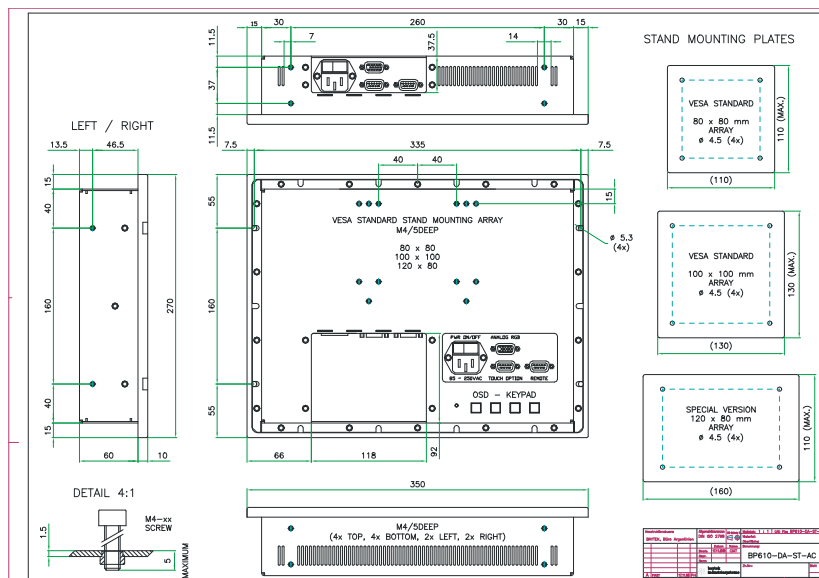 15
30
260
30
15
7
14
11.5
37
11.5
37.5
STAND MOUNTING PLATES
VESA STANDARD
80 x 80 mm
ARRAY
ø 4.5 (4x)
110 (MAX.)
(110)
LEFT / RIGHT
13.5
46.5
15
40
160
40
15
270
60
10
7.5
335
7.5
40
40
55
160
55
15
VESA STANDARD STAND MOUNTING ARRAY
M4/5DEEP
80 x 80
100 x 100
120 x 80
ø 5.3
(4x)
PWR ON/OFF
ANALOG RGB
85 - 250VAC
TOUCH OPTION
REMOTE
OSD - KEYPAD
66
118
92
VESA STANDARD
100 x 100 mm
ARRAY
ø 4.5 (4x)
130 (MAX.)
(130)
SPECIAL VERSION
120 x 80 mm
ARRAY
ø 4.5 (4x)
110 (MAX.)
(160)
DETAIL 4:1
M4-xx
SCREW
1.5
5
MAXIMUM
350
M4/5DEEP
(4x TOP, 4x BOTTOM, 2x LEFT, 2x RIGHT)
BP610-DA-ST-AC